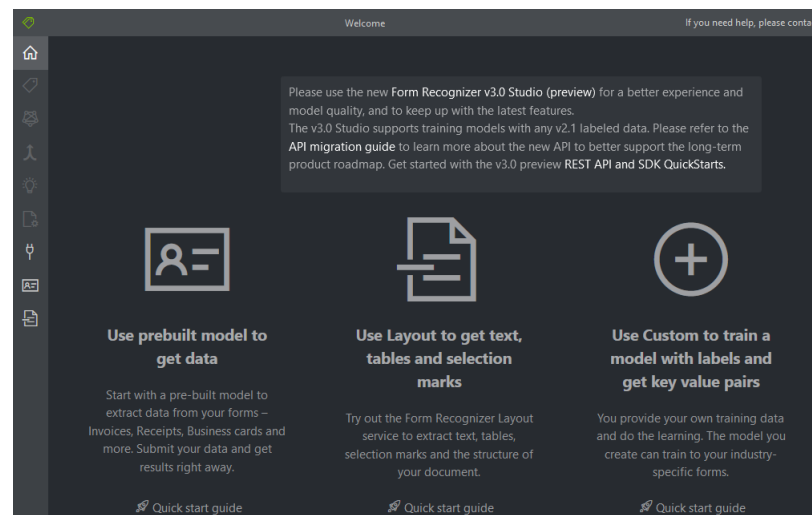 Welcome
If you need help, please conta
Please use the new Form Recognizer v3.0 Studio (preview) for a better experience and
model quality, and to keep up with the latest features.
The v3.0 Studio supports training models with any v2.1 labeled data. Please refer to the
API migration guide to learn more about the new API to better support the long-term
product roadmap. Get started with the v3.0 preview REST API and SDK QuickStarts.
Use prebuilt model to
get data
Start with a pre-built model to
extract data from your forms –
Invoices, Receipts, Business cards and
more. Submit your data and get
results right away.
Quick start guide
Use Layout to get text,
tables and selection
marks
Try out the Form Recognizer Layout
service to extract text, tables,
selection marks and the structure of
your document.
Quick start guide
Use Custom to train a
model with labels and
get key value pairs
You provide your own training data
and do the learning. The model you
create can train to your industry-
specific forms.
Quick start guide